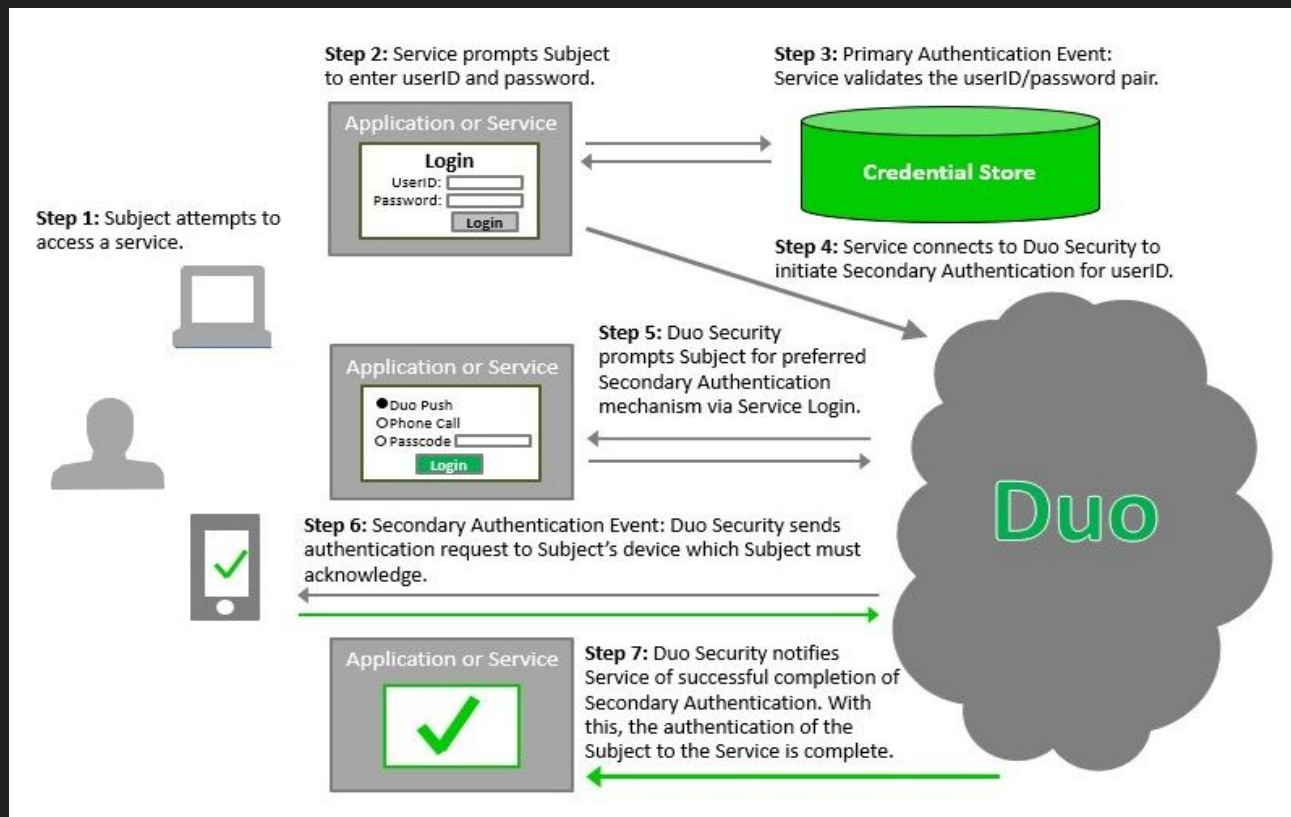 Step 2: Service prompts Subject
to enter userID and password.
Step 3: Primary Authentication Event:
Service validates the userID/password pair.
Application or Service
Login
UserID:
Password:
Login
Credential Store
Step 1: Subject attempts to
access a service.
Step 4: Service connects to Duo Security to
initiate Secondary Authentication for userID.
Step 5: Duo Security
prompts Subject for preferred
Secondary Authentication
mechanism via Service Login.
Application or Service
Duo Push
Phone Call
Passcode
Login
Duo
Step 6: Secondary Authentication Event: Duo Security sends
authentication request to Subject's device which Subject must
acknowledge.
Application or Service
Step 7: Duo Security notifies
Service of successful completion of
Secondary Authentication. With
this, the authentication of the
Subject to the Service is complete.